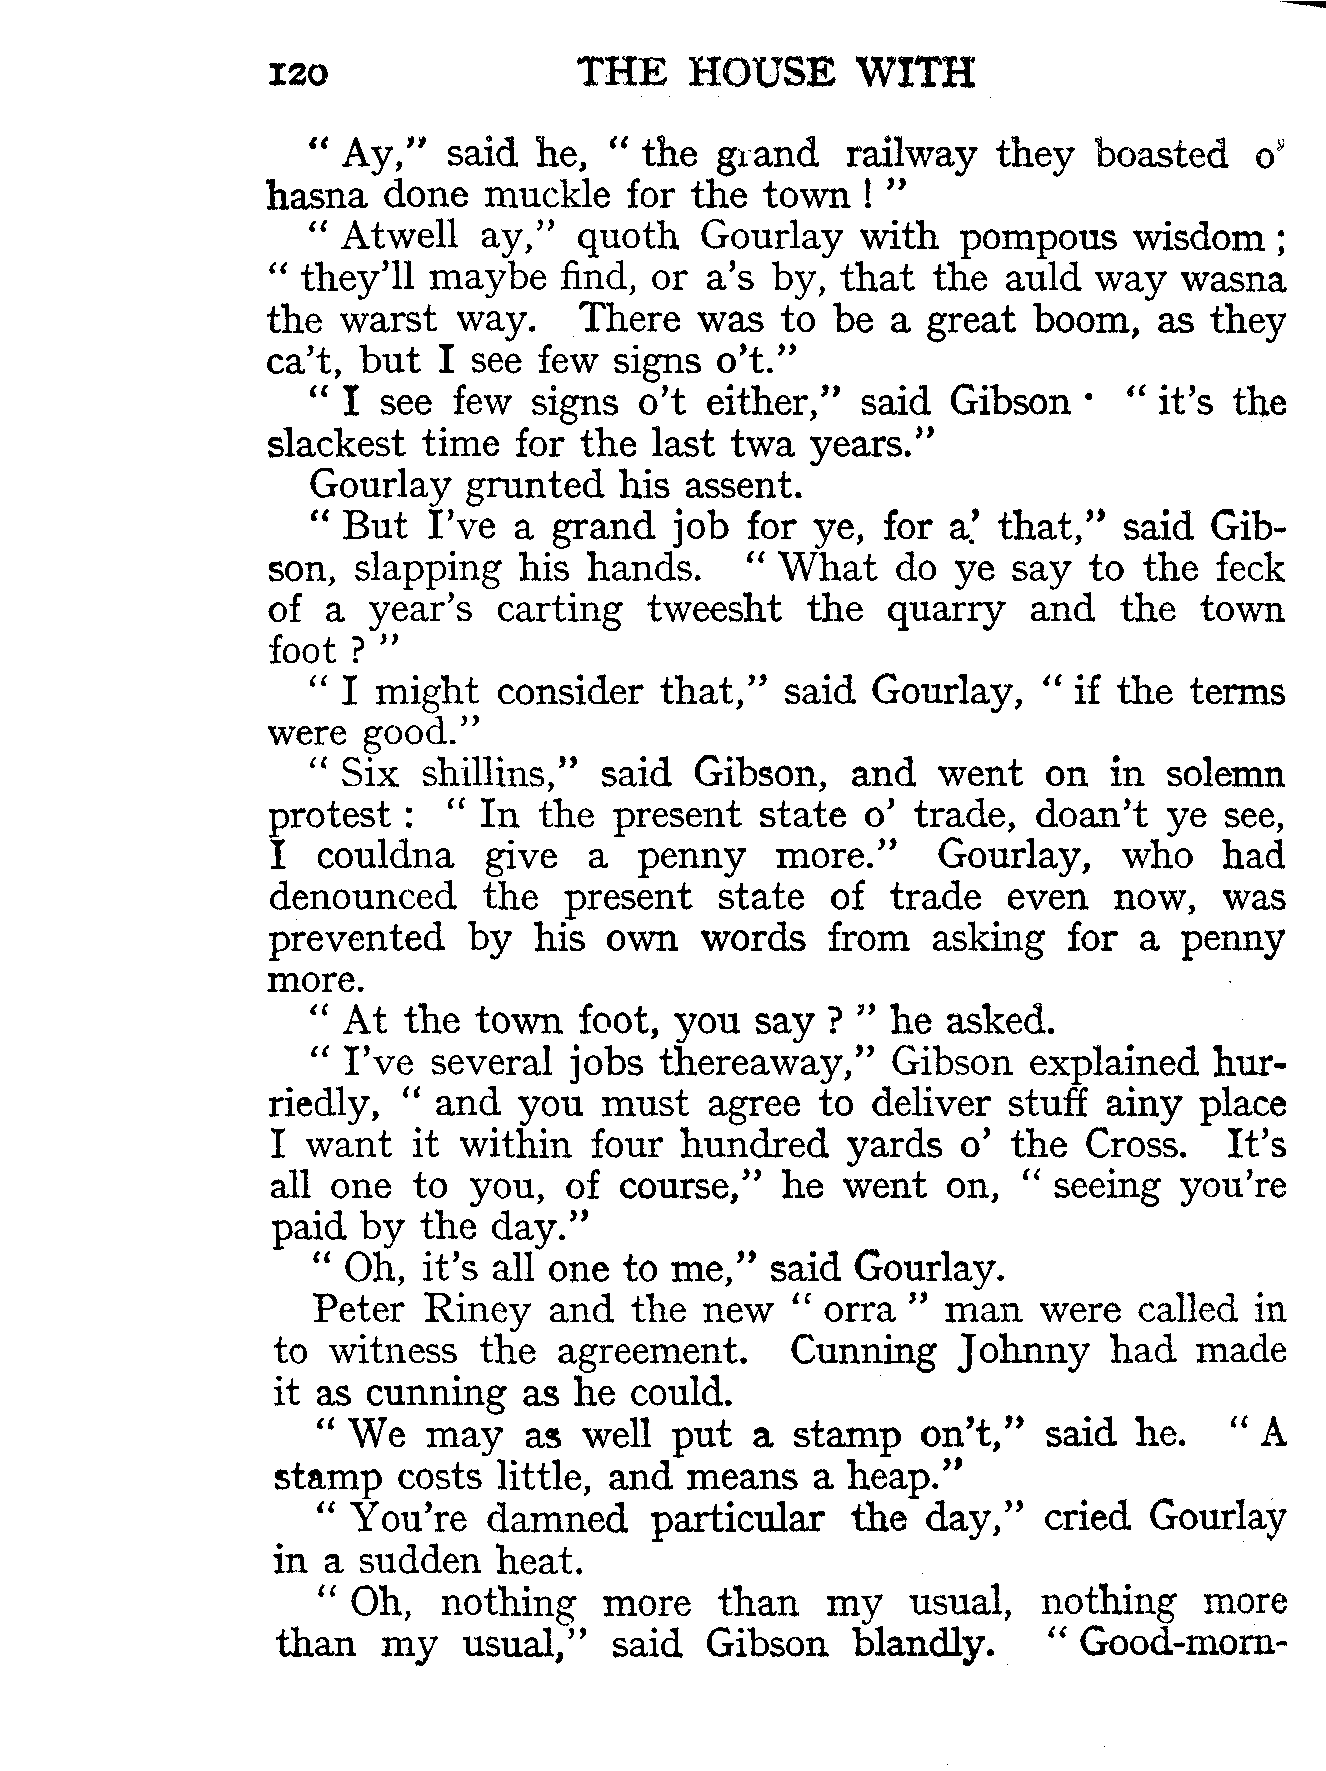 120 THE HOUSE WITH
“ Ay,” said he, “ the grand railway they boasted o’
hasna done muckle for the town ! ”
“ Atwell ay,” quoth Gourlay with pompous wisdom ;
“ they’ll maybe find, or a’s by, that the auld way wasna
the warst way. There was to be a great boom, as they
ca’t, but I see few signs o’t.”
“ I see few signs o’t either,” said Gibson · “ it’s the
slackest time for the last twa years.”
Gourlay grunted his assent.
“ But I’ve a grand job for ye, for a’ that,” said Gib-
son, slapping his hands. “ What do ye say to the feck
of a year’s carting tweesht the quarry and the town
foot ? ”
“ I might consider that,” said Gourlay, “ if the terms
were good.”
“ Six shillins,” said Gibson, and went on in solemn
protest : “ In the present state o’ trade, doan’t ye see,
I couldna give a penny more.” Gourlay, who had
denounced the present state of trade even now, was
prevented by his own words from asking for a penny
more.
“ At the town foot, you say ? ” he asked.
“ I’ve several jobs thereaway,” Gibson explained hur-
riedly, “ and you must agree to deliver stuff ainy place
I want it within four hundred yards o’ the Cross. It’s
all one to you, of course,” he went on, “ seeing you’re
paid by the day.”
“ Oh, it’s all one to me,” said Gourlay.
Peter Riney and the new “ orra ” man were called in
to witness the agreement. Cunning Johnny had made
it as cunning as he could.
“ We may as well put a stamp on’t,” said he. “ A
stamp costs little, and means a heap.”
“ You’re damned particular the day,” cried Gourlay
in a sudden heat.
“ Oh, nothing more than my usual, nothing more
than my usual,” said Gibson blandly. “ Good-morn-